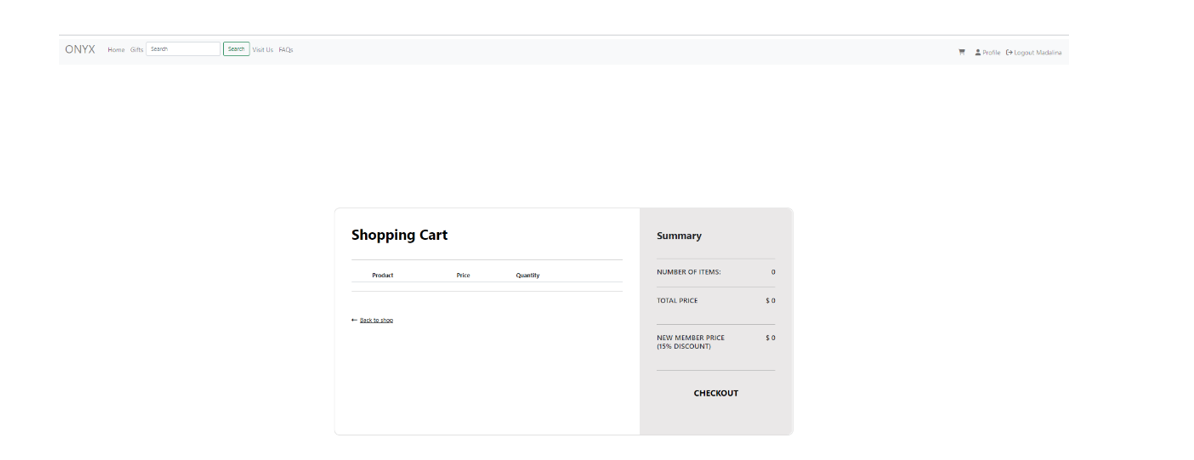 ONYX Home Gifts Search Search Visit Us FAQs Profile Logout Madalina
Shopping Cart
Product Price Quantity
← Back to shop
Summary
NUMBER OF ITEMS: 0
TOTAL PRICE $ 0
NEW MEMBER PRICE $ 0
(15% DISCOUNT)
CHECKOUT